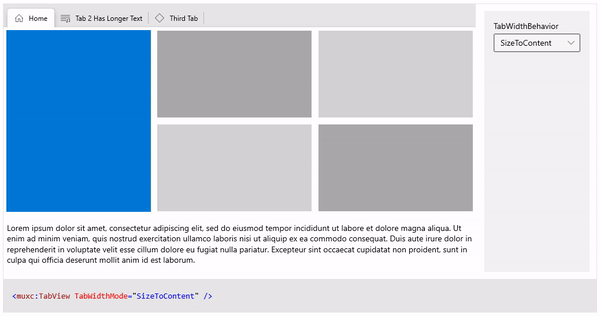 Home
Tab 2 Has Longer Text
Third Tab
TabWidthBehavior
SizeToContent
Lorem ipsum dolor sit amet, consectetur adipiscing elit, sed do eiusmod tempor incididunt ut labore et dolore magna aliqua. Ut
enim ad minim veniam, quis nostrud exercitation ullamco laboris nisi ut aliquip ex ea commodo consequat. Duis aute irure dolor in
reprehenderit in voluptate velit esse cillum dolore eu fugiat nulla pariatur. Excepteur sint occaecat cupidatat non proident, sunt in
culpa qui officia deserunt mollit anim id est laborum.
<muxc:TabView TabWidthMode="SizeToContent" />